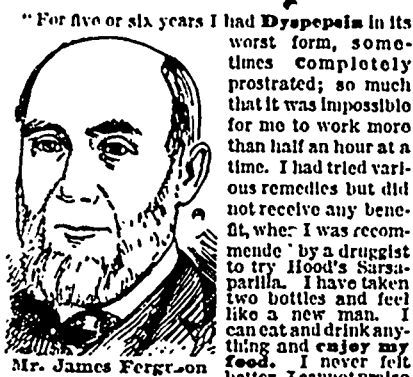 "For five or six years I had Dyspepsia in its
worst form, some-
times completely
prostrated; so much
that it was impossible
for me to work more
than half an hour at a
time. I had tried vari-
ous remedies but did
not receive any bene-
fit, when I was recom-
mende by a druggist
to try Hood's Sarsa-
parilla. I have taken
two bottles and feel
like a new man. I
can eat and drink any-
thing and enjoy my
food. I never felt
Mr. James Ferguson